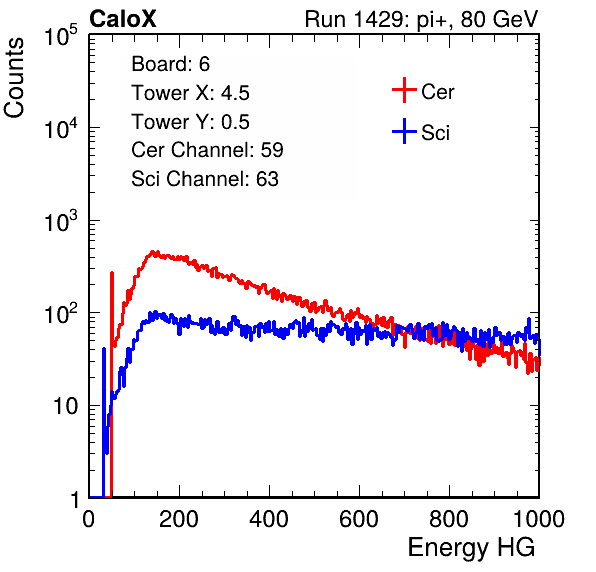 CaloX
Run 1429: pi+, 80 GeV
Counts
10^5
10^4
10^3
10^2
10
1
Board: 6
Tower X: 4.5
Tower Y: 0.5
Cer Channel: 59
Sci Channel: 63
Cer
Sci
0 200 400 600 800 1000
Energy HG